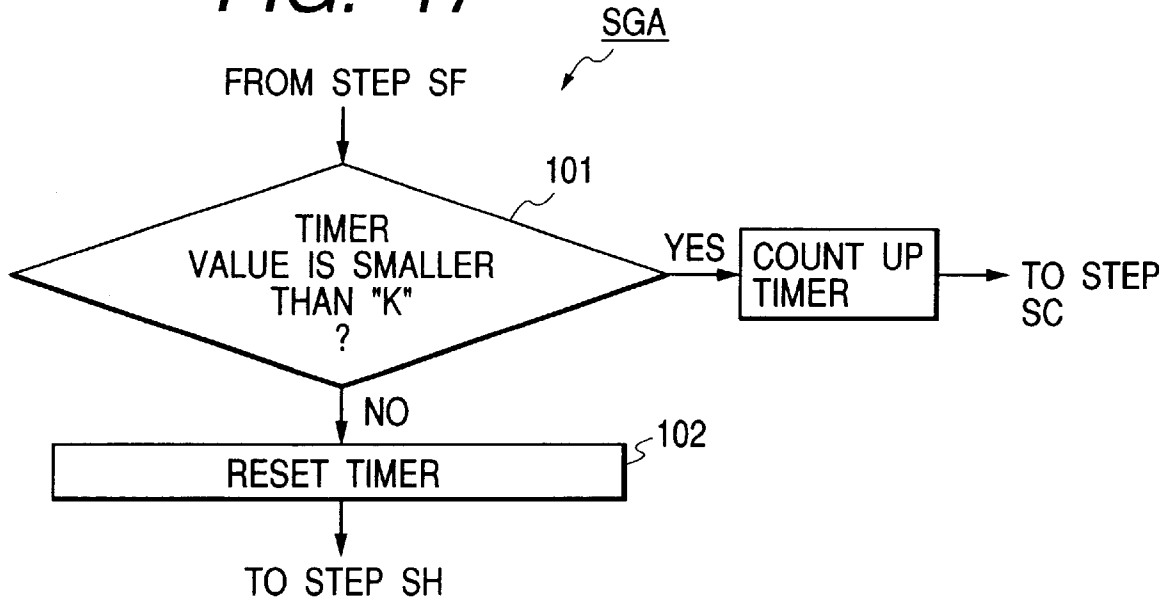 FIG.
SGA
FROM STEP SF
101
TIMER
VALUE IS SMALLER
THAN "K"
?
YES
COUNT UP
TIMER
TO STEP
SC
NO
102
RESET TIMER
TO STEP SH